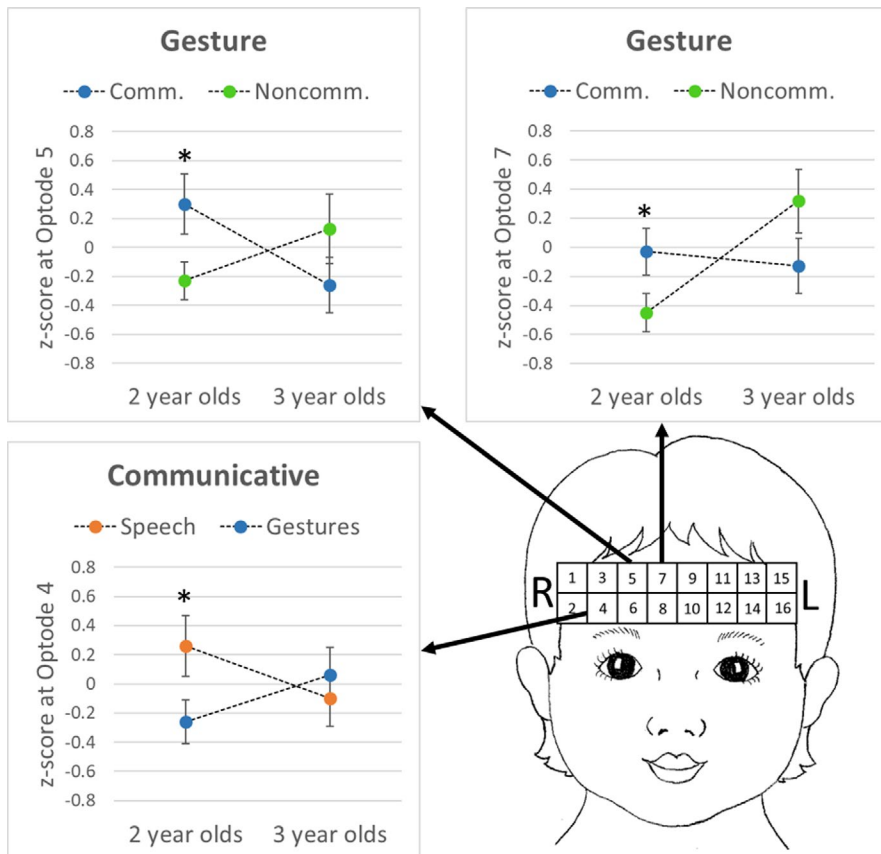 Gesture
Comm. Noncomm.
z-score at Optode 5
0.8
0.6
0.4
0.2
0
-0.2
-0.4
-0.6
-0.8
*
2 year olds 3 year olds
Gesture
Comm. Noncomm.
z-score at Optode 7
0.8
0.6
0.4
0.2
0
-0.2
-0.4
-0.6
-0.8
*
2 year olds 3 year olds
Communicative
Speech Gestures
z-score at Optode 4
0.8
0.6
0.4
0.2
0
-0.2
-0.4
-0.6
-0.8
*
2 year olds 3 year olds
R
1 3 5 7 9 11 13 15
2 4 6 8 10 12 14 16
L